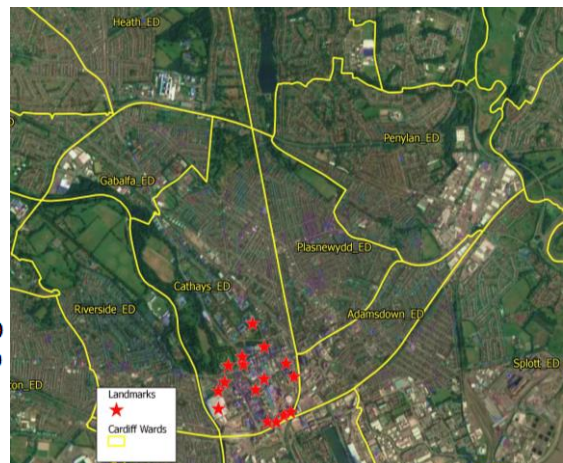 Heath_ED
Penylan_ED
Gabalfa_ED
Plasnewydd_ED
Cathays_ED
Riverside_ED
Adamsdown_ED
Splott_ED
Landmarks
Cardiff Wards